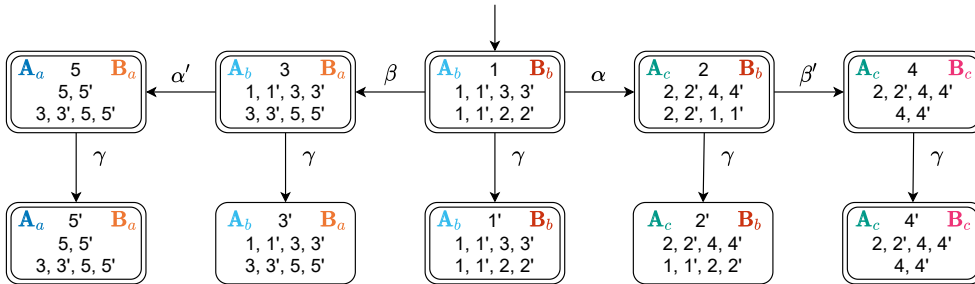 A_a 5 B_a
5, 5'
3, 3', 5, 5'
α'
A_b 3 B_a
1, 1', 3, 3'
3, 3', 5, 5'
β
A_b 1 B_b
1, 1', 3, 3'
1, 1', 2, 2'
α
A_c 2 B_b
2, 2', 4, 4'
2, 2', 1, 1'
β'
A_c 4 B_c
2, 2', 4, 4'
4, 4'
γ
γ
γ
γ
γ
A_a 5' B_a
5, 5'
3, 3', 5, 5'
A_b 3' B_a
1, 1', 3, 3'
3, 3', 5, 5'
A_b 1' B_b
1, 1', 3, 3'
1, 1', 2, 2'
A_c 2' B_b
2, 2', 4, 4'
1, 1', 2, 2'
A_c 4' B_c
2, 2', 4, 4'
4, 4'